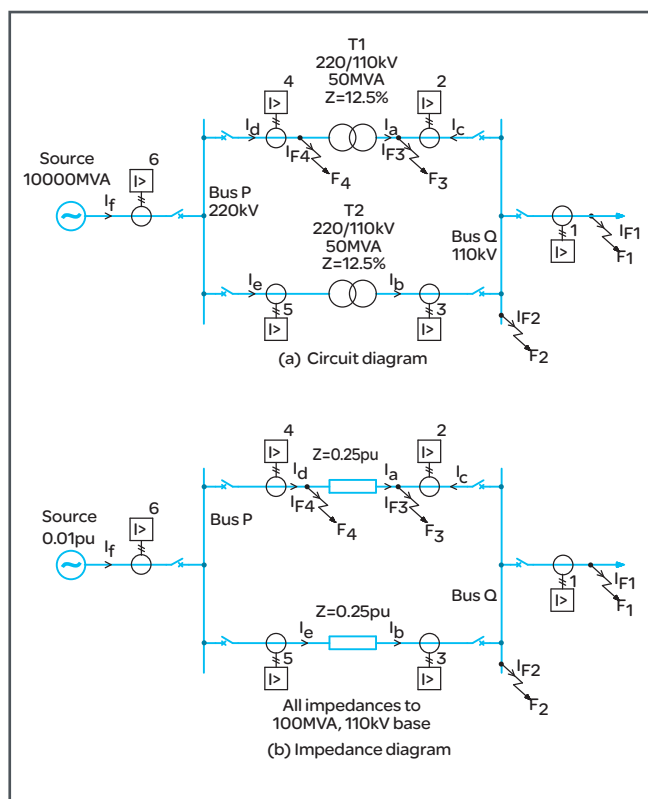 T1
220/110kV
50MVA
Z=12.5%
4
I>
2
I>
Id
Ia
Ic
IF4
F4
IF3
F3
Source
10000MVA
6
I>
If
Bus P
220kV
T2
220/110kV
50MVA
Z=12.5%
Bus Q
110kV
1
I>
IF1
F1
Ie
Ib
5
I>
3
I>
IF2
F2
(a) Circuit diagram
4
I>
Z=0.25pu
2
I>
Id
Ia
Ic
IF4
F4
IF3
F3
Source
0.01pu
6
I>
If
Bus P
Bus Q
1
I>
IF1
F1
Z=0.25pu
Ie
Ib
5
I>
3
I>
IF2
F2
All impedances to
100MVA, 110kV base
(b) Impedance diagram